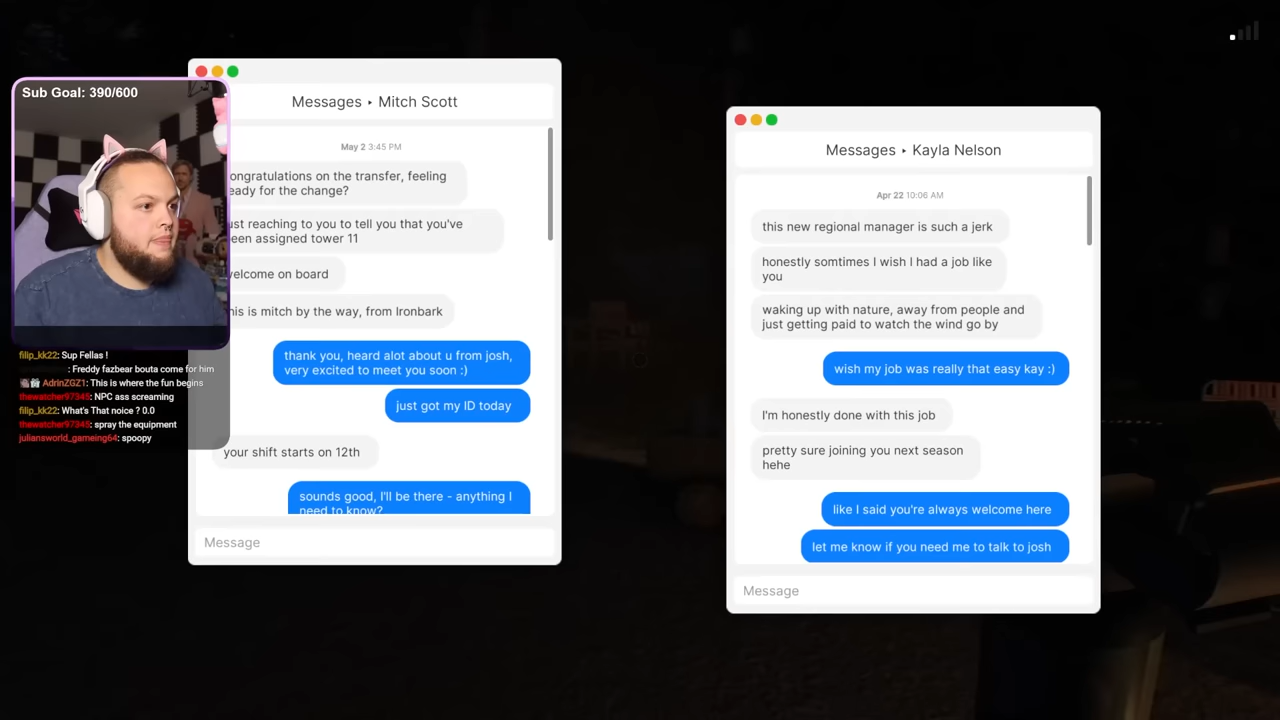 Sub Goal: 390/600
filip_kk22: Sup Fellas !
: Freddy fazbear bouta come for him
AdrinZGZ1: This is where the fun begins
thewatcher97345: NPC ass screaming
filip_kk22: What's That noice ? 0.0
thewatcher97345: spray the equipment
juliansworld_gameing64: spoopy
Messages ▸ Mitch Scott
May 2 3:45 PM
ongratulations on the transfer, feeling
eady for the change?
ust reaching to you to tell you that you've
een assigned tower 11
elcome on board
his is mitch by the way, from Ironbark
thank you, heard alot about u from josh,
very excited to meet you soon :)
just got my ID today
your shift starts on 12th
sounds good, I'll be there - anything I
need to know?
Message
Messages ▸ Kayla Nelson
Apr 22 10:06 AM
this new regional manager is such a jerk
honestly somtimes I wish I had a job like
you
waking up with nature, away from people and
just getting paid to watch the wind go by
wish my job was really that easy kay :)
I'm honestly done with this job
pretty sure joining you next season
hehe
like I said you're always welcome here
let me know if you need me to talk to josh
Message